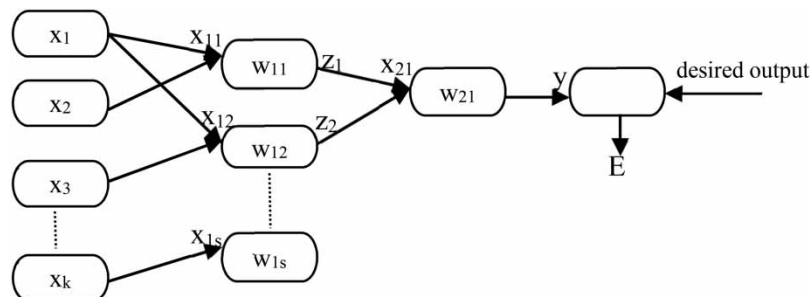 x₁
x₂
x₃
xₖ
x₁₁
x₁₂
x₁ₛ
w₁₁
w₁₂
w₁ₛ
z₁
z₂
x₂₁
w₂₁
y
desired output
E